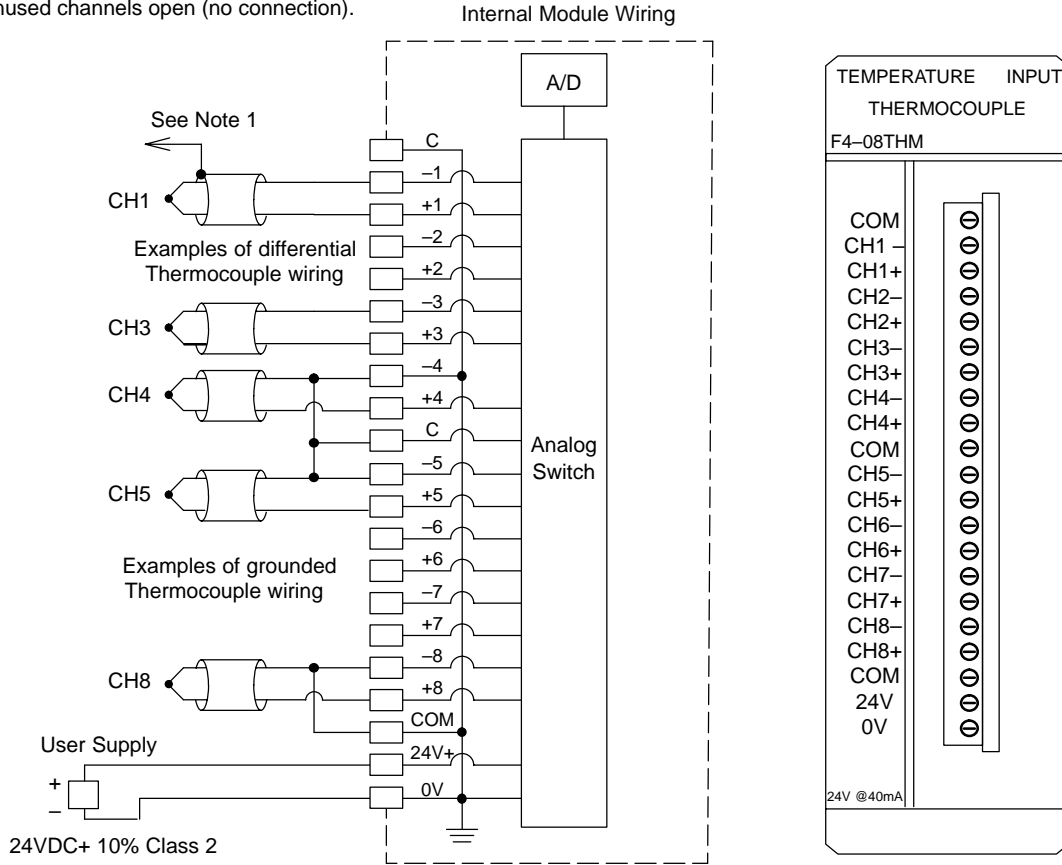 nused channels open (no connection).
Internal Module Wiring
A/D
See Note 1
CH1
Examples of differential
Thermocouple wiring
CH3
CH4
CH5
Examples of grounded
Thermocouple wiring
CH8
User Supply
+
–
24VDC+ 10% Class 2
C
–1
+1
–2
+2
–3
+3
–4
+4
C
–5
+5
–6
+6
–7
+7
–8
+8
COM
24V+
0V
Analog
Switch
TEMPERATURE INPUT
THERMOCOUPLE
F4–08THM
COM
CH1 –
CH1+
CH2–
CH2+
CH3–
CH3+
CH4–
CH4+
COM
CH5–
CH5+
CH6–
CH6+
CH7–
CH7+
CH8–
CH8+
COM
24V
0V
24V @40mA